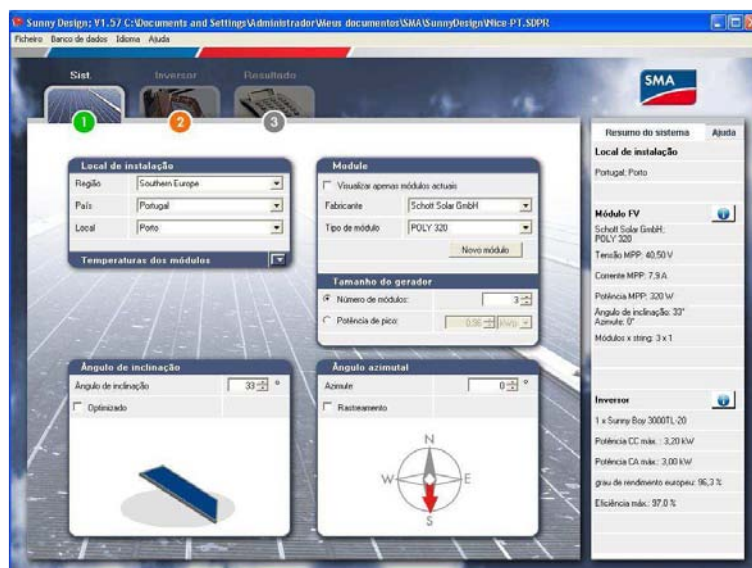 Sunny Design; V1.57 C:\Documents and Settings\Administrador\Meus documentos\SMA\SunnyDesign\Nice-PT.SDPR
Ficheiro Banco de dados Idioma Ajuda
Sist. Inversor Resultado
1 2 3
SMA
Resumo do sistema Ajuda
Local de instalação
Portugal; Porto
Módulo FV
Schott Solar GmbH;
POLY 320
Tensão MPP: 40,50 V
Corrente MPP: 7,9 A
Potência MPP: 320 W
Angulo de inclinação: 33°
Azimute: 0°
Módulos x string: 3 x 1
Inversor
1 x Sunny Boy 3000TL-20
Potência CC máx.: 3,20 kW
Potência CA máx.: 3,00 kW
grau de rendimento europeu: 96,3 %
Eficiência máx.: 97.0 %
Local de instalação
Região Southern Europe
País Portugal
Local Porto
Temperaturas dos módulos
Module
Visualizar apenas módulos actuais
Fabricante Schott Solar GmbH
Tipo de módulo POLY 320
Novo módulo
Tamanho do gerador
Número de módulos: 3
Potência de pico: 0,96 kWp
Ângulo de inclinação
Ângulo de inclinação 33 °
Optimizado
Ângulo azimutal
Azimute 0 °
Rastreamento
N
W E
S